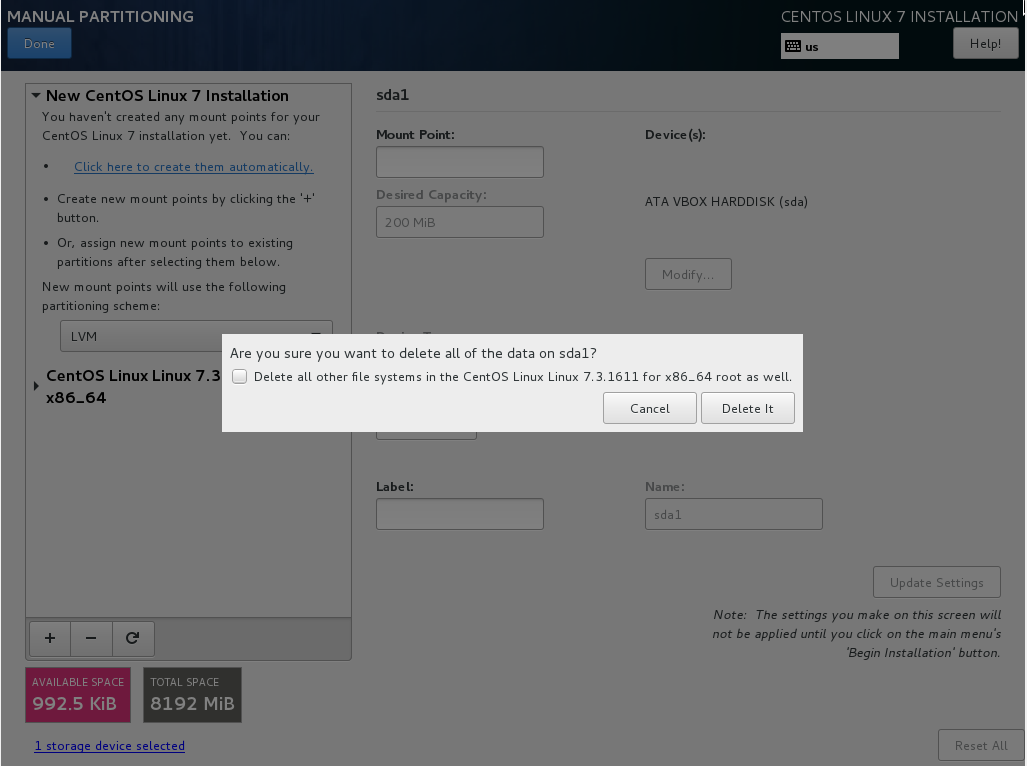 MANUAL PARTITIONING
CENTOS LINUX 7 INSTALLATION
Done
us
Help!
New CentOS Linux 7 Installation
You haven't created any mount points for your
CentOS Linux 7 installation yet.  You can:
• Click here to create them automatically.
• Create new mount points by clicking the '+'
button.
• Or, assign new mount points to existing
partitions after selecting them below.
New mount points will use the following
partitioning scheme:
LVM
CentOS Linux Linux 7.3
x86_64
+ −
AVAILABLE SPACE
992.5 KiB
TOTAL SPACE
8192 MiB
1 storage device selected
sda1
Mount Point:
Device(s):
Desired Capacity:
200 MiB
ATA VBOX HARDDISK (sda)
Modify...
Are you sure you want to delete all of the data on sda1?
Delete all other file systems in the CentOS Linux Linux 7.3.1611 for x86_64 root as well.
Cancel
Delete It
Label:
Name:
sda1
Update Settings
Note:  The settings you make on this screen will
not be applied until you click on the main menu's
'Begin Installation' button.
Reset All